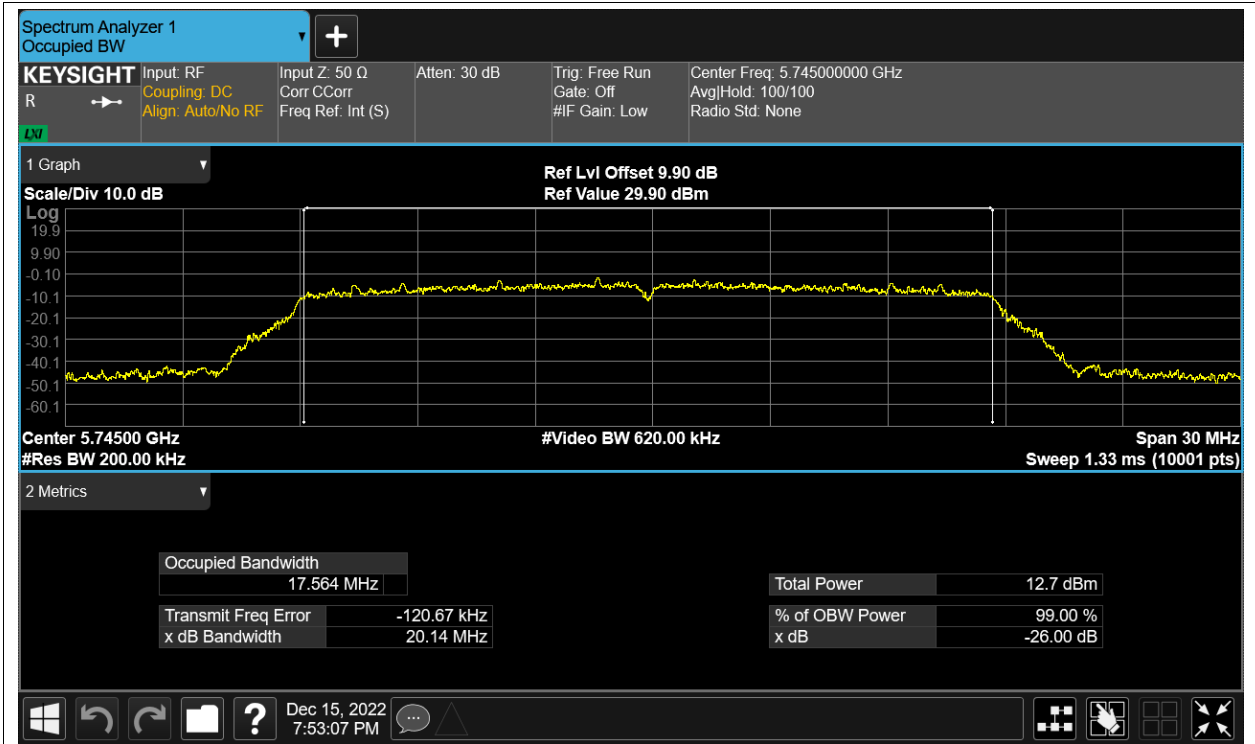 Spectrum Analyzer 1
Occupied BW
KEYSIGHT
R
LXI
Input: RF
Coupling: DC
Align: Auto/No RF
Input Z: 50 Ω
Corr CCorr
Freq Ref: Int (S)
Atten: 30 dB
Trig: Free Run
Gate: Off
#IF Gain: Low
Center Freq: 5.745000000 GHz
Avg|Hold: 100/100
Radio Std: None
1 Graph
Scale/Div 10.0 dB
Ref Lvl Offset 9.90 dB
Ref Value 29.90 dBm
Log
19.9
9.90
-0.10
-10.1
-20.1
-30.1
-40.1
-50.1
-60.1
Center 5.74500 GHz
#Video BW 620.00 kHz
Span 30 MHz
#Res BW 200.00 kHz
Sweep 1.33 ms (10001 pts)
2 Metrics
Occupied Bandwidth
17.564 MHz
Transmit Freq Error -120.67 kHz
x dB Bandwidth 20.14 MHz
Total Power 12.7 dBm
% of OBW Power 99.00 %
x dB -26.00 dB
?
Dec 15, 2022
7:53:07 PM